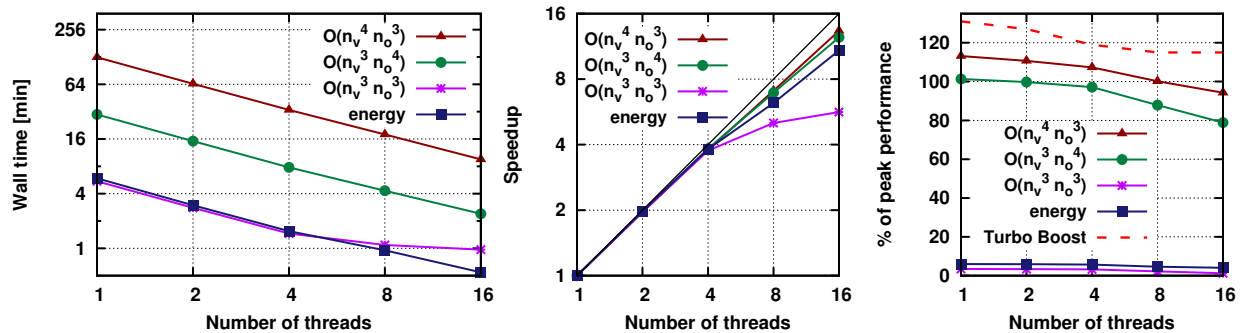 Wall time [min]
256
64
16
4
1
1 2 4 8 16
Number of threads
O(n_v^4 n_o^3)
O(n_v^3 n_o^4)
O(n_v^3 n_o^3)
energy
Speedup
16
8
4
2
1
1 2 4 8 16
Number of threads
O(n_v^4 n_o^3)
O(n_v^3 n_o^4)
O(n_v^3 n_o^3)
energy
% of peak performance
120
100
80
60
40
20
0
1 2 4 8 16
Number of threads
O(n_v^4 n_o^3)
O(n_v^3 n_o^4)
O(n_v^3 n_o^3)
energy
Turbo Boost